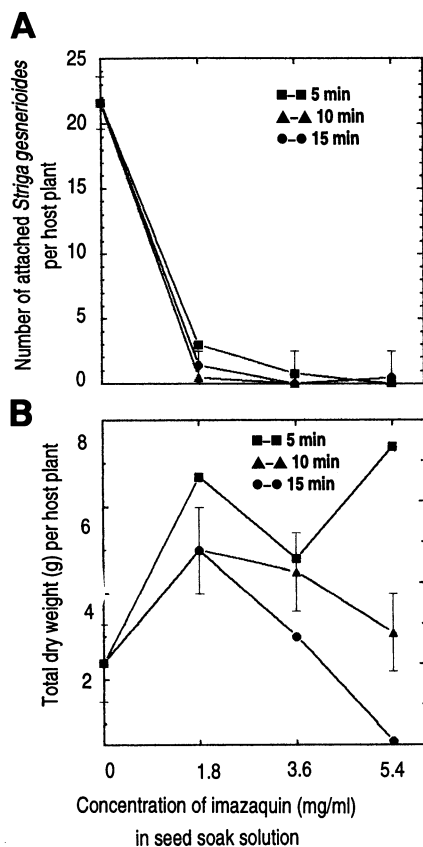 A
Number of attached Striga gesnerioides
per host plant
25
20
15
10
5
0
■-■ 5 min
▲-▲ 10 min
●-● 15 min
B
Total dry weight (g) per host plant
8
6
4
2
■-■ 5 min
▲-▲ 10 min
●-● 15 min
0 1.8 3.6 5.4
Concentration of imazaquin (mg/ml)
in seed soak solution